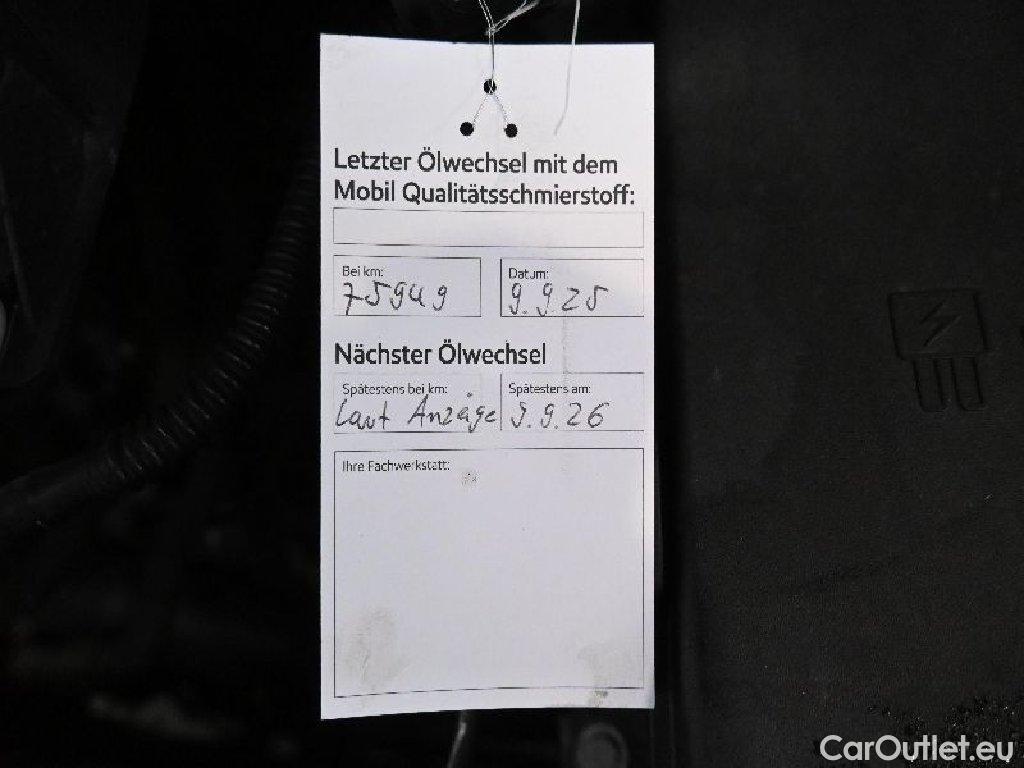 Letzter Ölwechsel mit dem
Mobil Qualitätsschmierstoff:
Bei km: Datum:
75949 9.9.25
Nächster Ölwechsel
Spätestens bei km: Spätestens am:
laut Anzäge 9.9.26
Ihre Fachwerkstatt:
CarOutlet.eu